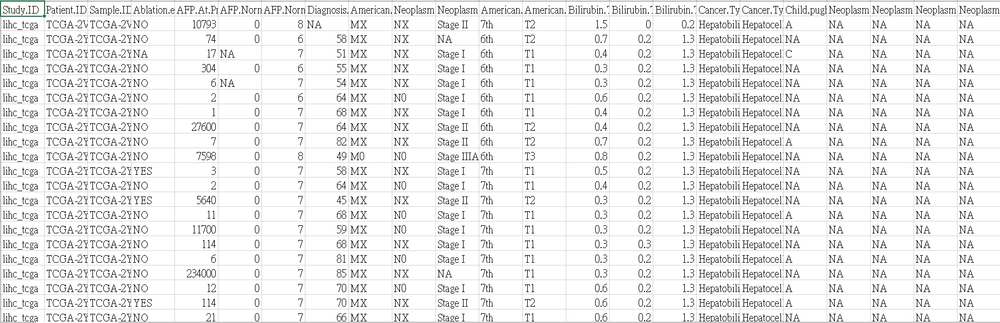 Study.ID Patient.ID Sample.ID Ablation.e AFP.At.Pr AFP.Norn AFP.Norn Diagnosis. American. Neoplasm Neoplasm American. American. Bilirubin.T Bilirubin.T Bilirubin.T Cancer.Ty Cancer.Ty Child.pugh Neoplasm Neoplasm Neoplasm Neoplasm
lihc_tcga TCGA-2V TCGA-2V NO 10793 0 8 NA MX NX Stage II 7th T2 1.5 0 0.2 Hepatobili Hepatocel A NA NA NA NA
lihc_tcga TCGA-2Y TCGA-2Y NO 74 0 6 58 MX NX NA 6th T2 0.7 0.2 1.3 Hepatobili Hepatocel NA NA NA NA NA
lihc_tcga TCGA-2Y TCGA-2Y NA 17 NA 7 51 MX NX Stage I 6th T1 0.4 0.2 1.3 Hepatobili Hepatocel C NA NA NA NA
lihc_tcga TCGA-2Y TCGA-2Y NO 304 0 6 55 MX NX Stage I 6th T1 0.3 0.2 1.3 Hepatobili Hepatocel NA NA NA NA NA
lihc_tcga TCGA-2Y TCGA-2Y NO 6 NA 7 54 MX NX Stage I 6th T1 0.3 0.2 1.3 Hepatobili Hepatocel NA NA NA NA NA
lihc_tcga TCGA-2Y TCGA-2Y NO 2 0 6 64 MX N0 Stage I 6th T1 0.6 0.2 1.3 Hepatobili Hepatocel NA NA NA NA NA
lihc_tcga TCGA-2Y TCGA-2Y NO 1 0 7 68 MX NX Stage I 6th T1 0.4 0.2 1.3 Hepatobili Hepatocel NA NA NA NA NA
lihc_tcga TCGA-2Y TCGA-2Y NO 27600 0 7 64 MX NX Stage II 6th T2 0.4 0.2 1.3 Hepatobili Hepatocel NA NA NA NA NA
lihc_tcga TCGA-2Y TCGA-2Y NO 7 0 7 82 MX NX Stage II 6th T2 0.7 0.2 1.3 Hepatobili Hepatocel A NA NA NA NA
lihc_tcga TCGA-2Y TCGA-2Y NO 7598 0 8 49 M0 N0 Stage IIIA 6th T3 0.8 0.2 1.3 Hepatobili Hepatocel NA NA NA NA NA
lihc_tcga TCGA-2Y TCGA-2Y YES 3 0 7 58 MX NX Stage I 7th T1 0.5 0.2 1.3 Hepatobili Hepatocel NA NA NA NA NA
lihc_tcga TCGA-2Y TCGA-2Y NO 2 0 7 64 MX N0 Stage I 7th T1 0.4 0.2 1.3 Hepatobili Hepatocel NA NA NA NA NA
lihc_tcga TCGA-2Y TCGA-2Y YES 5640 0 7 45 MX NX Stage II 7th T2 0.3 0.2 1.3 Hepatobili Hepatocel A NA NA NA NA
lihc_tcga TCGA-2Y TCGA-2Y NO 11 0 7 68 MX N0 Stage I 7th T1 0.3 0.2 1.3 Hepatobili Hepatocel A NA NA NA NA
lihc_tcga TCGA-2Y TCGA-2Y NO 11700 0 7 59 MX N0 Stage I 7th T1 0.3 0.2 1.3 Hepatobili Hepatocel NA NA NA NA NA
lihc_tcga TCGA-2Y TCGA-2Y NO 114 0 7 68 MX NX Stage I 7th T1 0.3 0.3 1.3 Hepatobili Hepatocel NA NA NA NA NA
lihc_tcga TCGA-2Y TCGA-2Y NO 6 0 7 81 MX N0 Stage I 7th T1 0.3 0.2 1.3 Hepatobili Hepatocel A NA NA NA NA
lihc_tcga TCGA-2Y TCGA-2Y NO 234000 0 7 85 MX NX NA 7th T1 0.3 0.2 1.3 Hepatobili Hepatocel NA NA NA NA NA
lihc_tcga TCGA-2Y TCGA-2Y NO 12 0 7 70 MX N0 Stage I 7th T1 0.6 0.2 1.3 Hepatobili Hepatocel A NA NA NA NA
lihc_tcga TCGA-2Y TCGA-2Y YES 114 0 7 70 MX NX Stage II 7th T2 0.6 0.2 1.3 Hepatobili Hepatocel A NA NA NA NA
lihc_tcga TCGA-2Y TCGA-2Y NO 21 0 7 66 MX NX Stage I 7th T1 0.6 0.2 1.3 Hepatobili Hepatocel NA NA NA NA NA